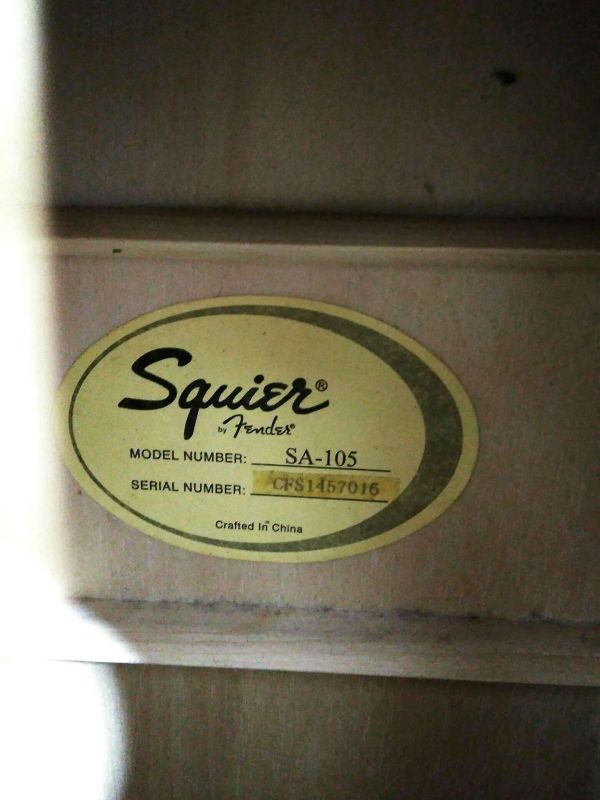 Squier®
by Fender®
MODEL NUMBER: SA-105
SERIAL NUMBER: CFS1457016
Crafted In China